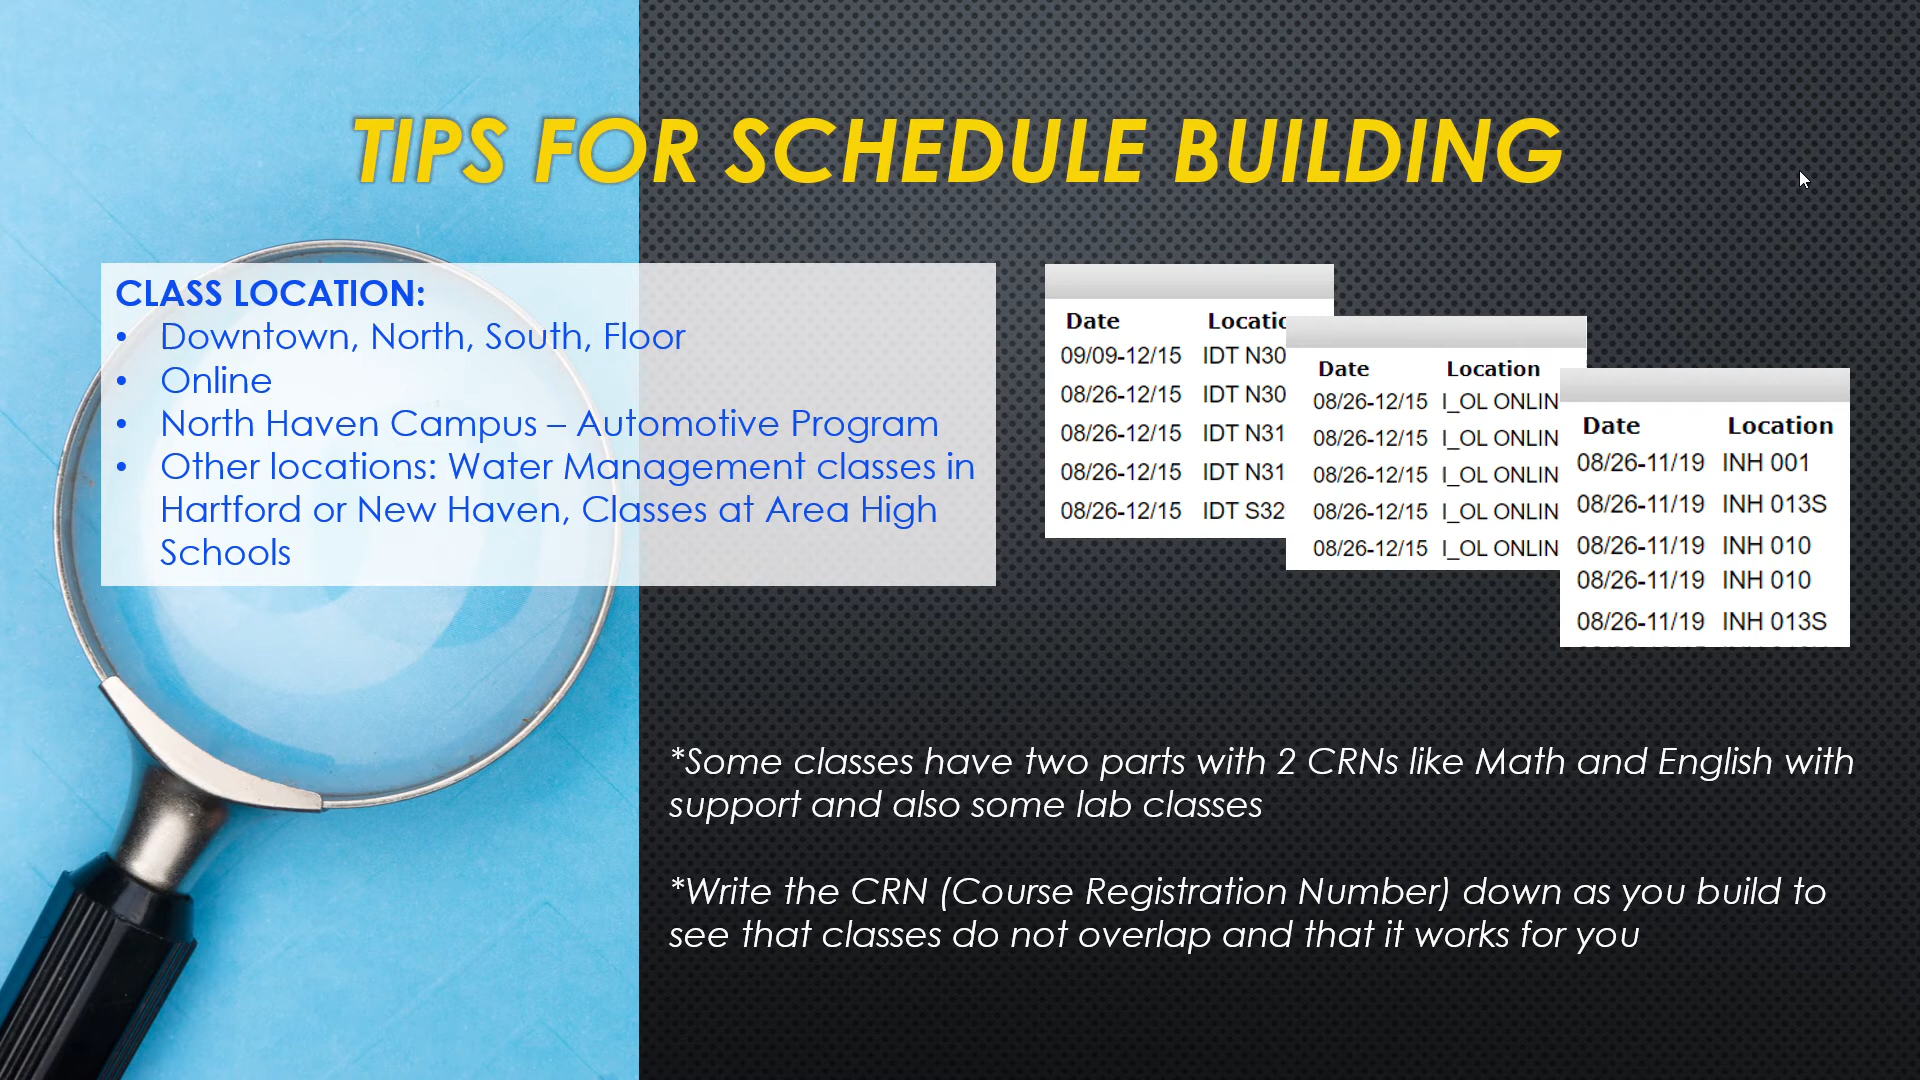 TIPS FOR SCHEDULE BUILDING
CLASS LOCATION:
• Downtown, North, South, Floor
• Online
• North Haven Campus – Automotive Program
• Other locations: Water Management classes in
Hartford or New Haven, Classes at Area High
Schools
Date Locatio
09/09-12/15 IDT N30
08/26-12/15 IDT N30
08/26-12/15 IDT N31
08/26-12/15 IDT N31
08/26-12/15 IDT S32
Date Location
08/26-12/15 I_OL ONLIN
08/26-12/15 I_OL ONLIN
08/26-12/15 I_OL ONLIN
08/26-12/15 I_OL ONLIN
08/26-12/15 I_OL ONLIN
Date Location
08/26-11/19 INH 001
08/26-11/19 INH 013S
08/26-11/19 INH 010
08/26-11/19 INH 010
08/26-11/19 INH 013S
*Some classes have two parts with 2 CRNs like Math and English with
support and also some lab classes
*Write the CRN (Course Registration Number) down as you build to
see that classes do not overlap and that it works for you